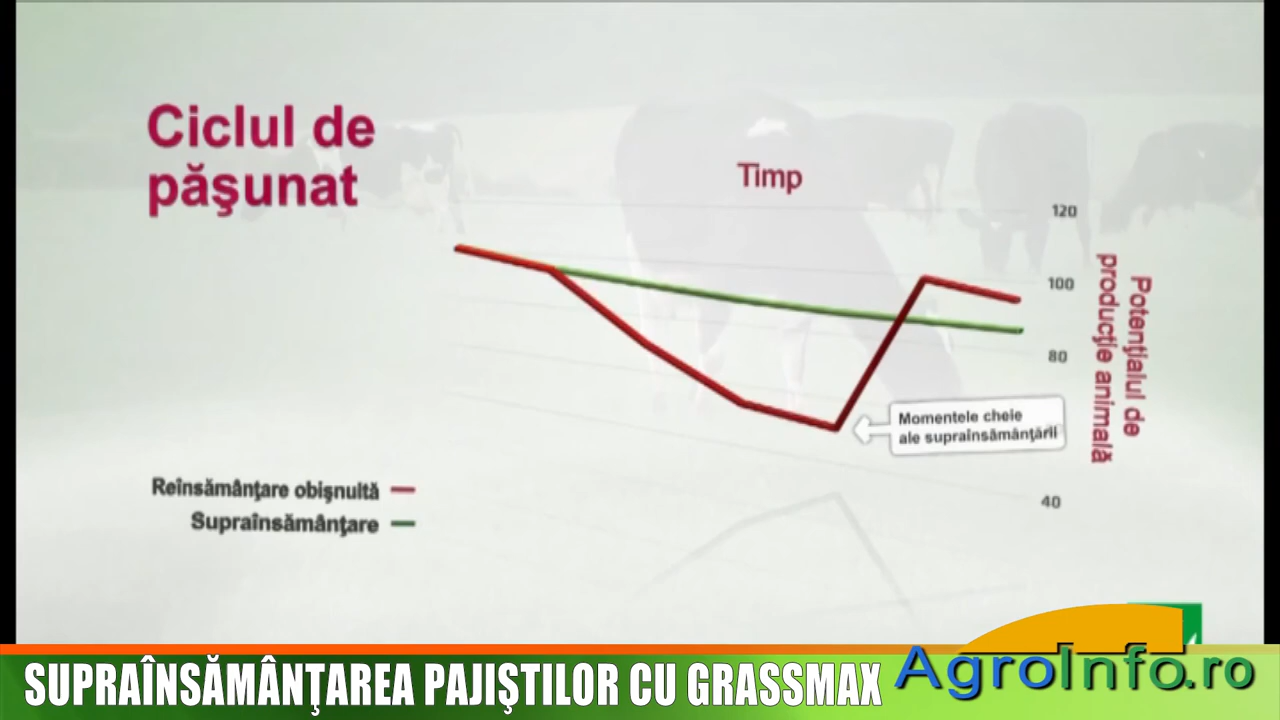 Ciclul de
păşunat
Timp
120
100
80
40
Potenţialul de
producţie animală
Momentele cheie
ale supraînsămânţării
Reînsămânţare obişnuită
Supraînsămânţare
SUPRAÎNSĂMÂNŢAREA PAJIŞTILOR CU GRASSMAX
AgroInfo.ro